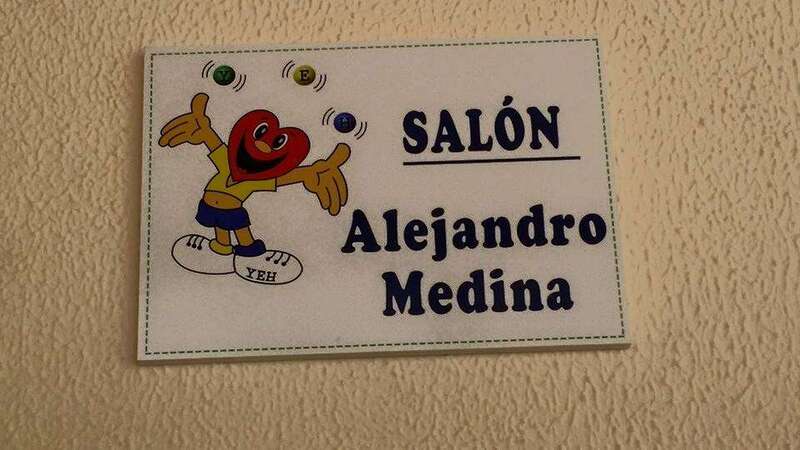 Y E H
SALÓN
Alejandro
Medina
YEH